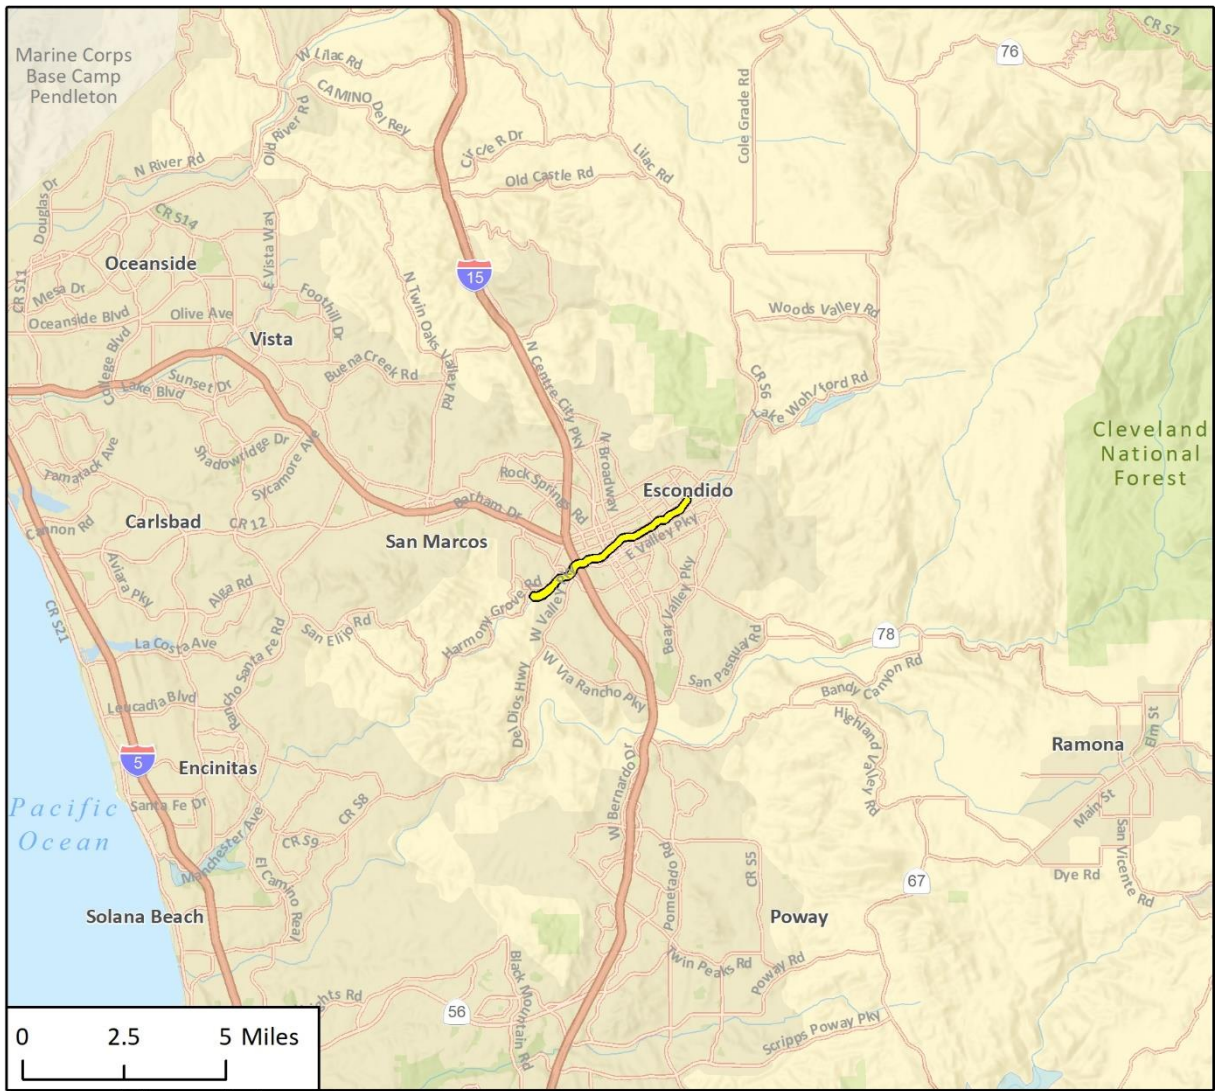 CR S7
76
Marine Corps
Base Camp
Pendleton
W Lilac Rd
CAMINO Del Rey
Old River Rd
Circle R Dr
Cole Grade Rd
N River Rd
Lilac Rd
Old Castle Rd
Douglas Dr
CR S14
E Vista Way
Oceanside
15
CR S11
Mesa Dr
N Twin Oaks Valley Rd
Foothill Dr
Oceanside Blvd
Olive Ave
Woods Valley Rd
Vista
College Blvd
N Centre City Pky
Buena Creek Rd
Sunset Dr
Lake Blvd
CR S6
Lake Wohlford Rd
Cleveland
National
Forest
Shadowridge Dr
Tamarack Ave
Sycamore Ave
N Broadway
Rock Springs Rd
Escondido
Barham Dr
Carlsbad
CR 12
Cannon Rd
San Marcos
E Valley Pky
Aviara Pky
Alga Rd
Harmony Grove Rd
W Valley
Bear Valley Pky
CR S21
San Elijo Rd
78
La Costa Ave
Rancho Santa Fe Rd
San Pasqual Rd
W Via Rancho Pky
Bandy Canyon Rd
Leucadia Blvd
Del Dios Hwy
Highland Valley Rd
Elm St
Ramona
5
Encinitas
W Bernardo Dr
Pacific
Ocean
Santa Fe Dr
CR S8
Main St
Manchester Ave
CR S9
San Vicente Rd
El Camino Real
Pometado Rd
CR S5
Dye Rd
67
Solana Beach
Poway
Twin Peaks Rd
Poway Rd
Black Mountain Rd
56
Scripps Poway Pky
0 2.5 5 Miles